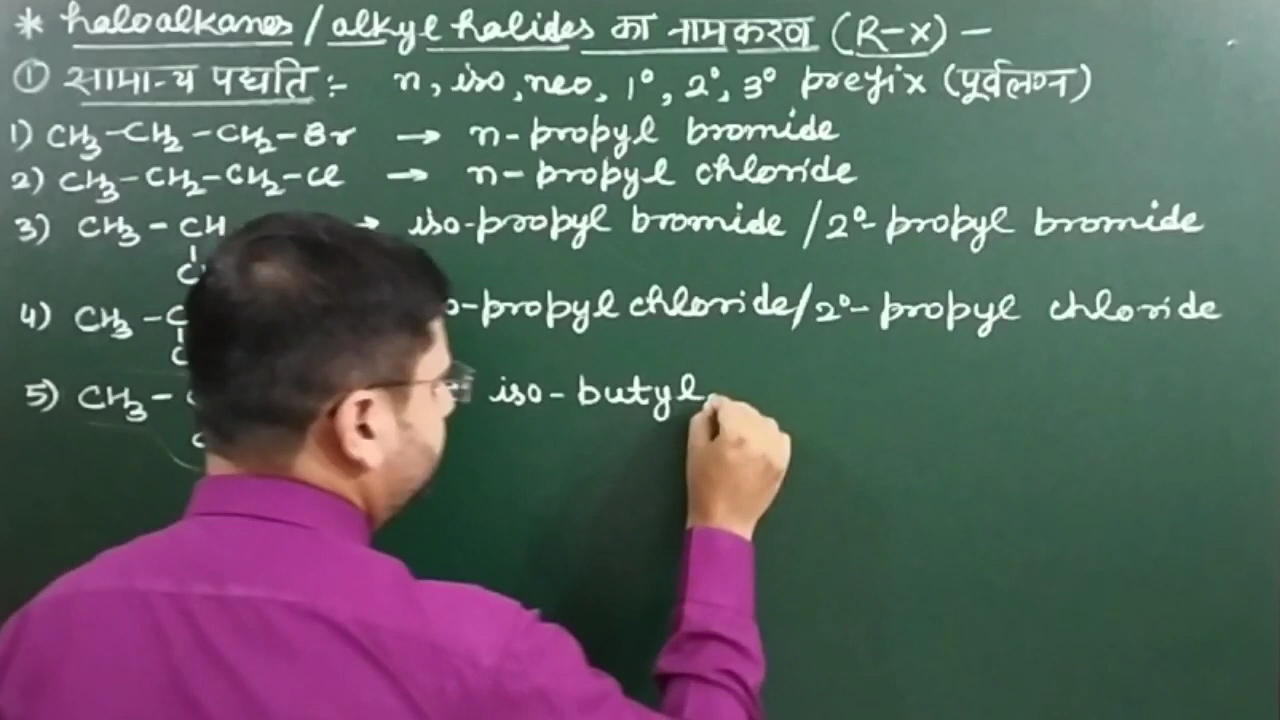 * haloalkanes / alkyl halides का नामकरण (R-X) -
① सामान्य पद्धति :- n, iso, neo, 1°, 2°, 3° prefix (पूर्वलग्न)
1) CH₃-CH₂-CH₂-Br → n-propyl bromide
2) CH₃-CH₂-CH₂-Cl → n-propyl chloride
3) CH₃-CH → iso-propyl bromide / 2°-propyl bromide
4) CH₃- -propyl chloride / 2°-propyl chloride
5) CH₃- iso-butyl